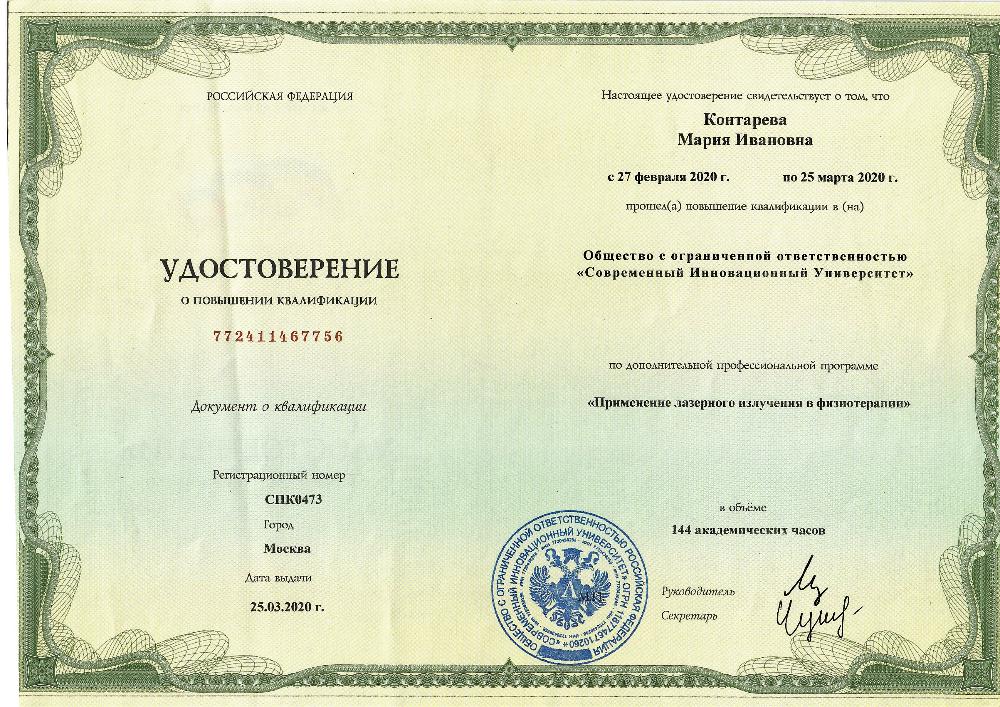 РОССИЙСКАЯ ФЕДЕРАЦИЯ
УДОСТОВЕРЕНИЕ
О ПОВЫШЕНИИ КВАЛИФИКАЦИИ
772411467756
Документ о квалификации
Регистрационный номер
СПК0473
Город
Москва
Дата выдачи
25.03.2020 г.
Настоящее удостоверение свидетельствует о том, что
Контарева
Мария Ивановна
с 27 февраля 2020 г. по 25 марта 2020 г.
прошел(а) повышение квалификации в (на)
Общество с ограниченной ответственностью
«Современный Инновационный Университет»
по дополнительной профессиональной программе
«Применение лазерного излучения в физиотерапии»
в объёме
144 академических часов
Руководитель
Секретарь
М.П.
ОБЩЕСТВО С ОГРАНИЧЕННОЙ ОТВЕТСТВЕННОСТЬЮ РОССИЙСКАЯ ФЕДЕРАЦИЯ
«СОВРЕМЕННЫЙ ИННОВАЦИОННЫЙ УНИВЕРСИТЕТ» ОГРН 1187746710260